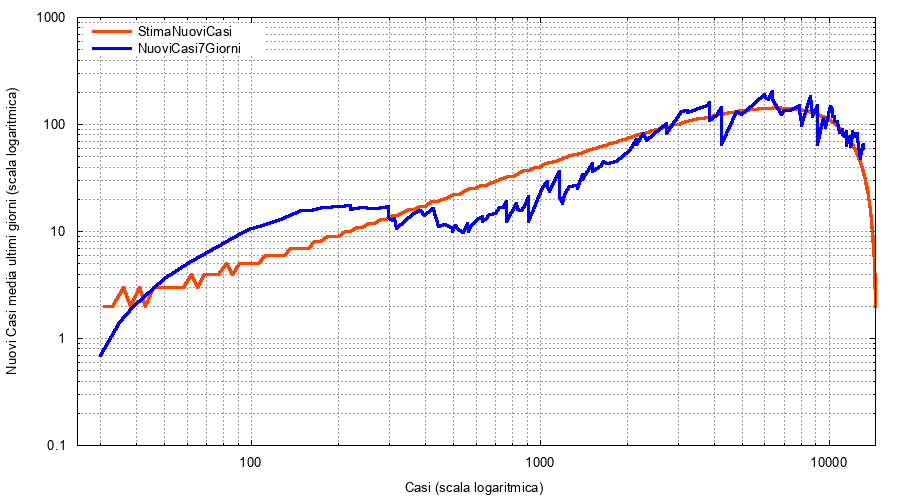 1000
100
10
1
0.1
100
1000
10000
StimaNuoviCasi
NuoviCasi7Giorni
Nuovi Casi media ultimi giorni (scala logaritmica)
Casi (scala logaritmica)